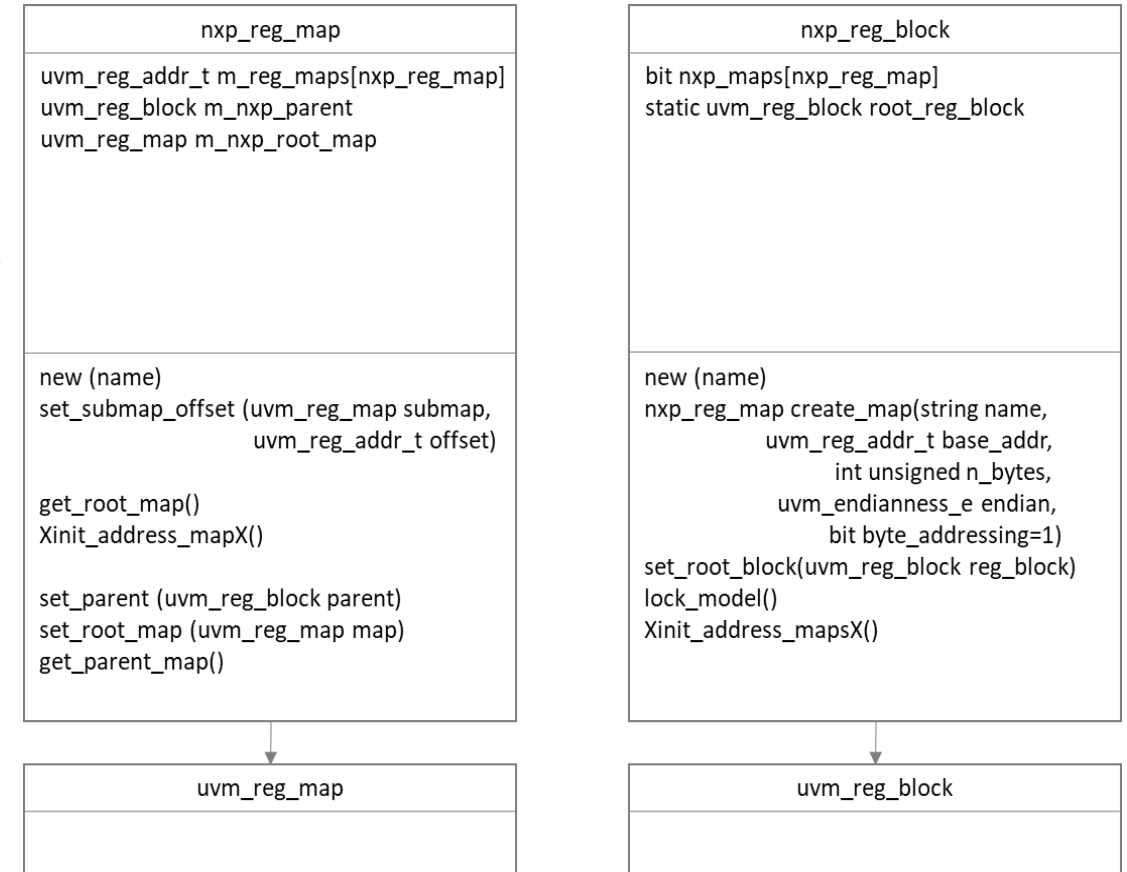 nxp_reg_map
uvm_reg_addr_t m_reg_maps[nxp_reg_map]
uvm_reg_block m_nxp_parent
uvm_reg_map m_nxp_root_map
new (name)
set_submap_offset (uvm_reg_map submap,
uvm_reg_addr_t offset)
get_root_map()
Xinit_address_mapX()
set_parent (uvm_reg_block parent)
set_root_map (uvm_reg_map map)
get_parent_map()
uvm_reg_map
nxp_reg_block
bit nxp_maps[nxp_reg_map]
static uvm_reg_block root_reg_block
new (name)
nxp_reg_map create_map(string name,
uvm_reg_addr_t base_addr,
int unsigned n_bytes,
uvm_endianness_e endian,
bit byte_addressing=1)
set_root_block(uvm_reg_block reg_block)
lock_model()
Xinit_address_mapsX()
uvm_reg_block